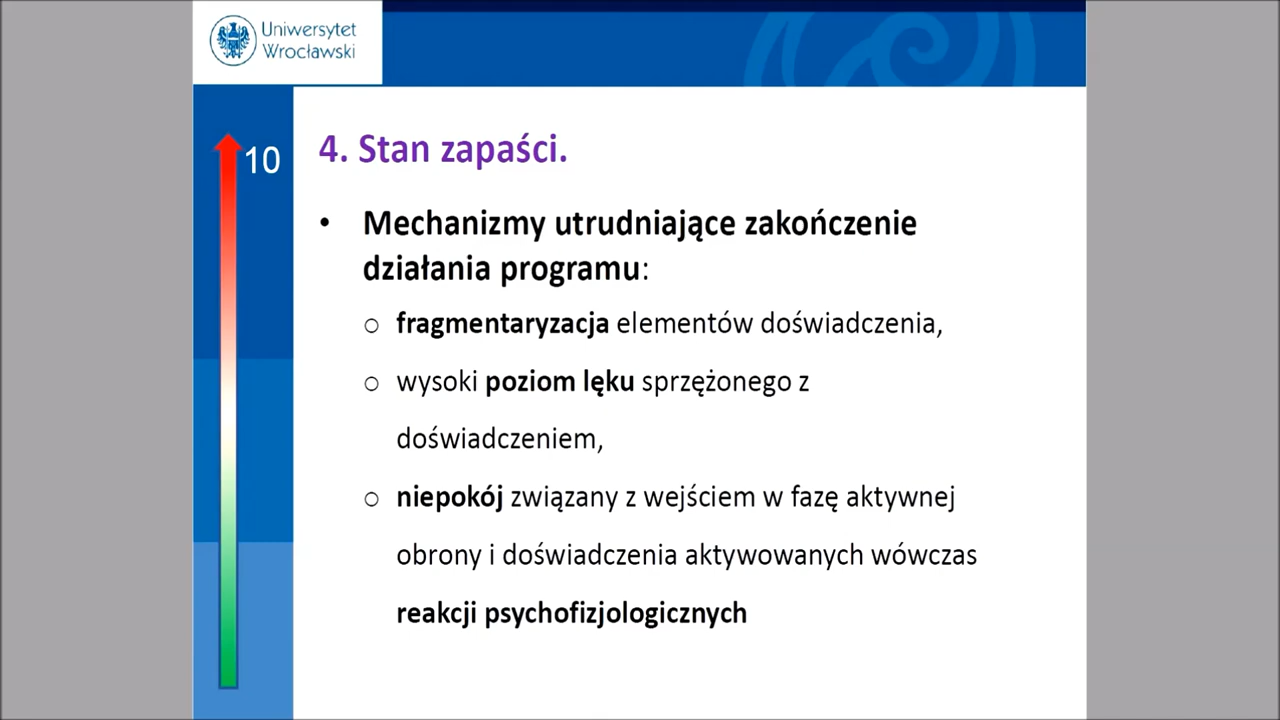 Uniwersytet
Wrocławski
10
4. Stan zapaści.
• Mechanizmy utrudniające zakończenie
działania programu:
o fragmentaryzacja elementów doświadczenia,
o wysoki poziom lęku sprzężonego z
doświadczeniem,
o niepokój związany z wejściem w fazę aktywnej
obrony i doświadczenia aktywowanych wówczas
reakcji psychofizjologicznych